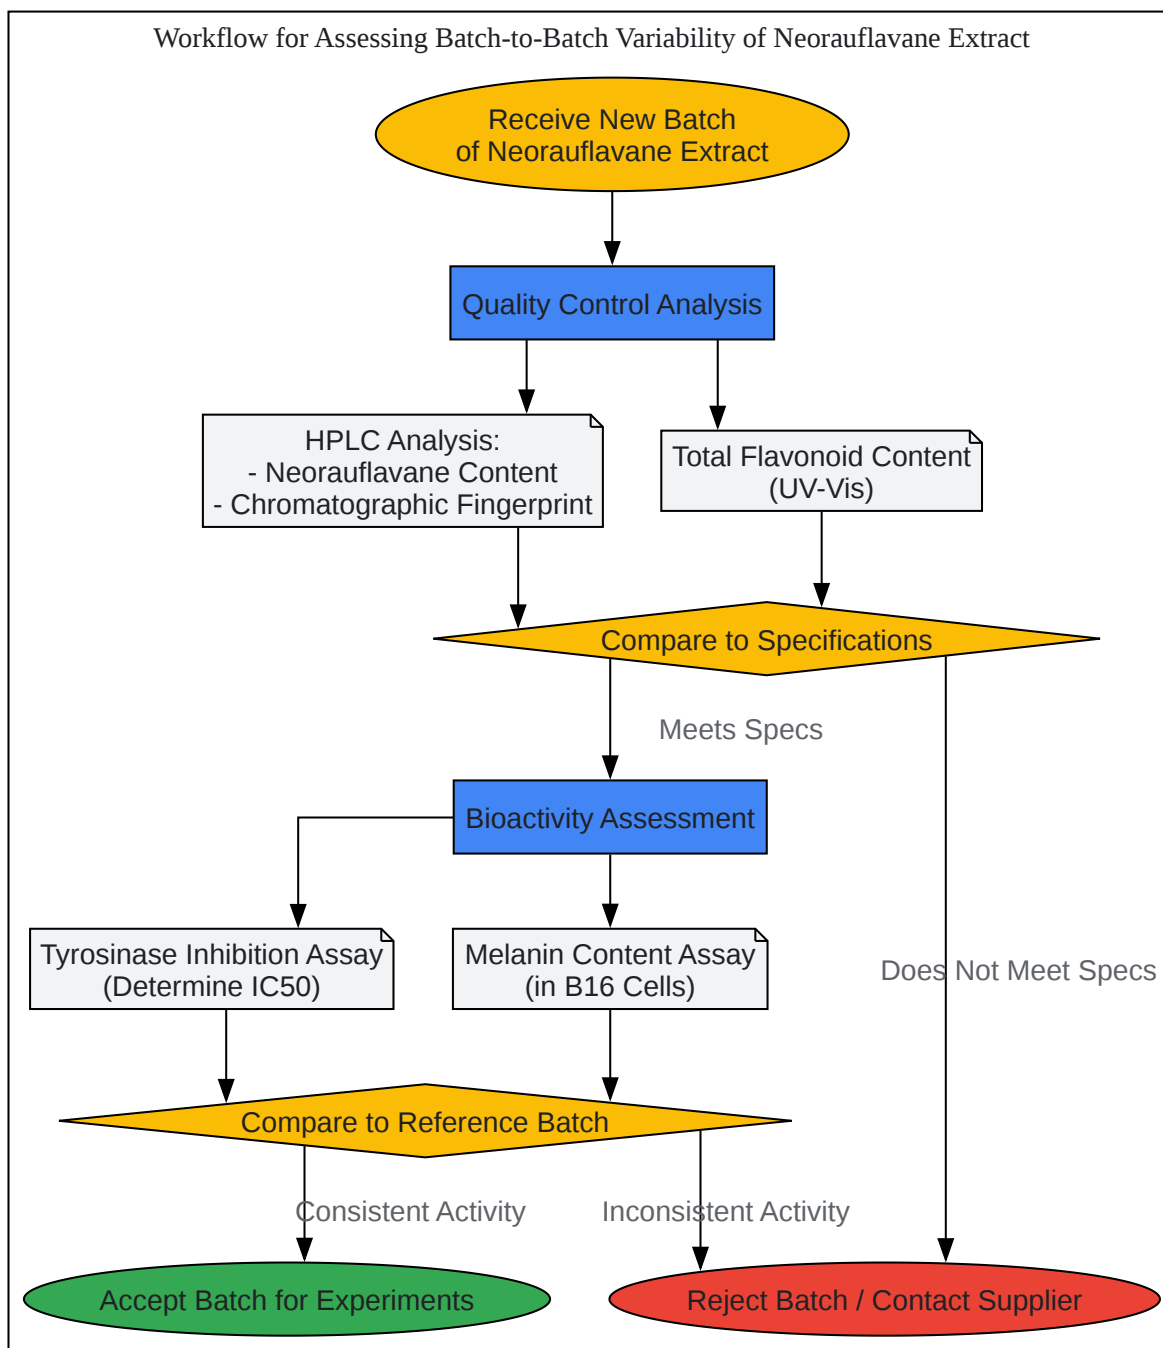 Workflow for Assessing Batch-to-Batch Variability of Neorauflavane Extract
Receive New Batch
of Neorauflavane Extract
Quality Control Analysis
HPLC Analysis:
- Neorauflavane Content
- Chromatographic Fingerprint
Total Flavonoid Content
(UV-Vis)
Compare to Specifications
Meets Specs
Bioactivity Assessment
Tyrosinase Inhibition Assay
(Determine IC50)
Melanin Content Assay
(in B16 Cells)
Does Not Meet Specs
Compare to Reference Batch
Consistent Activity
Inconsistent Activity
Accept Batch for Experiments
Reject Batch / Contact Supplier